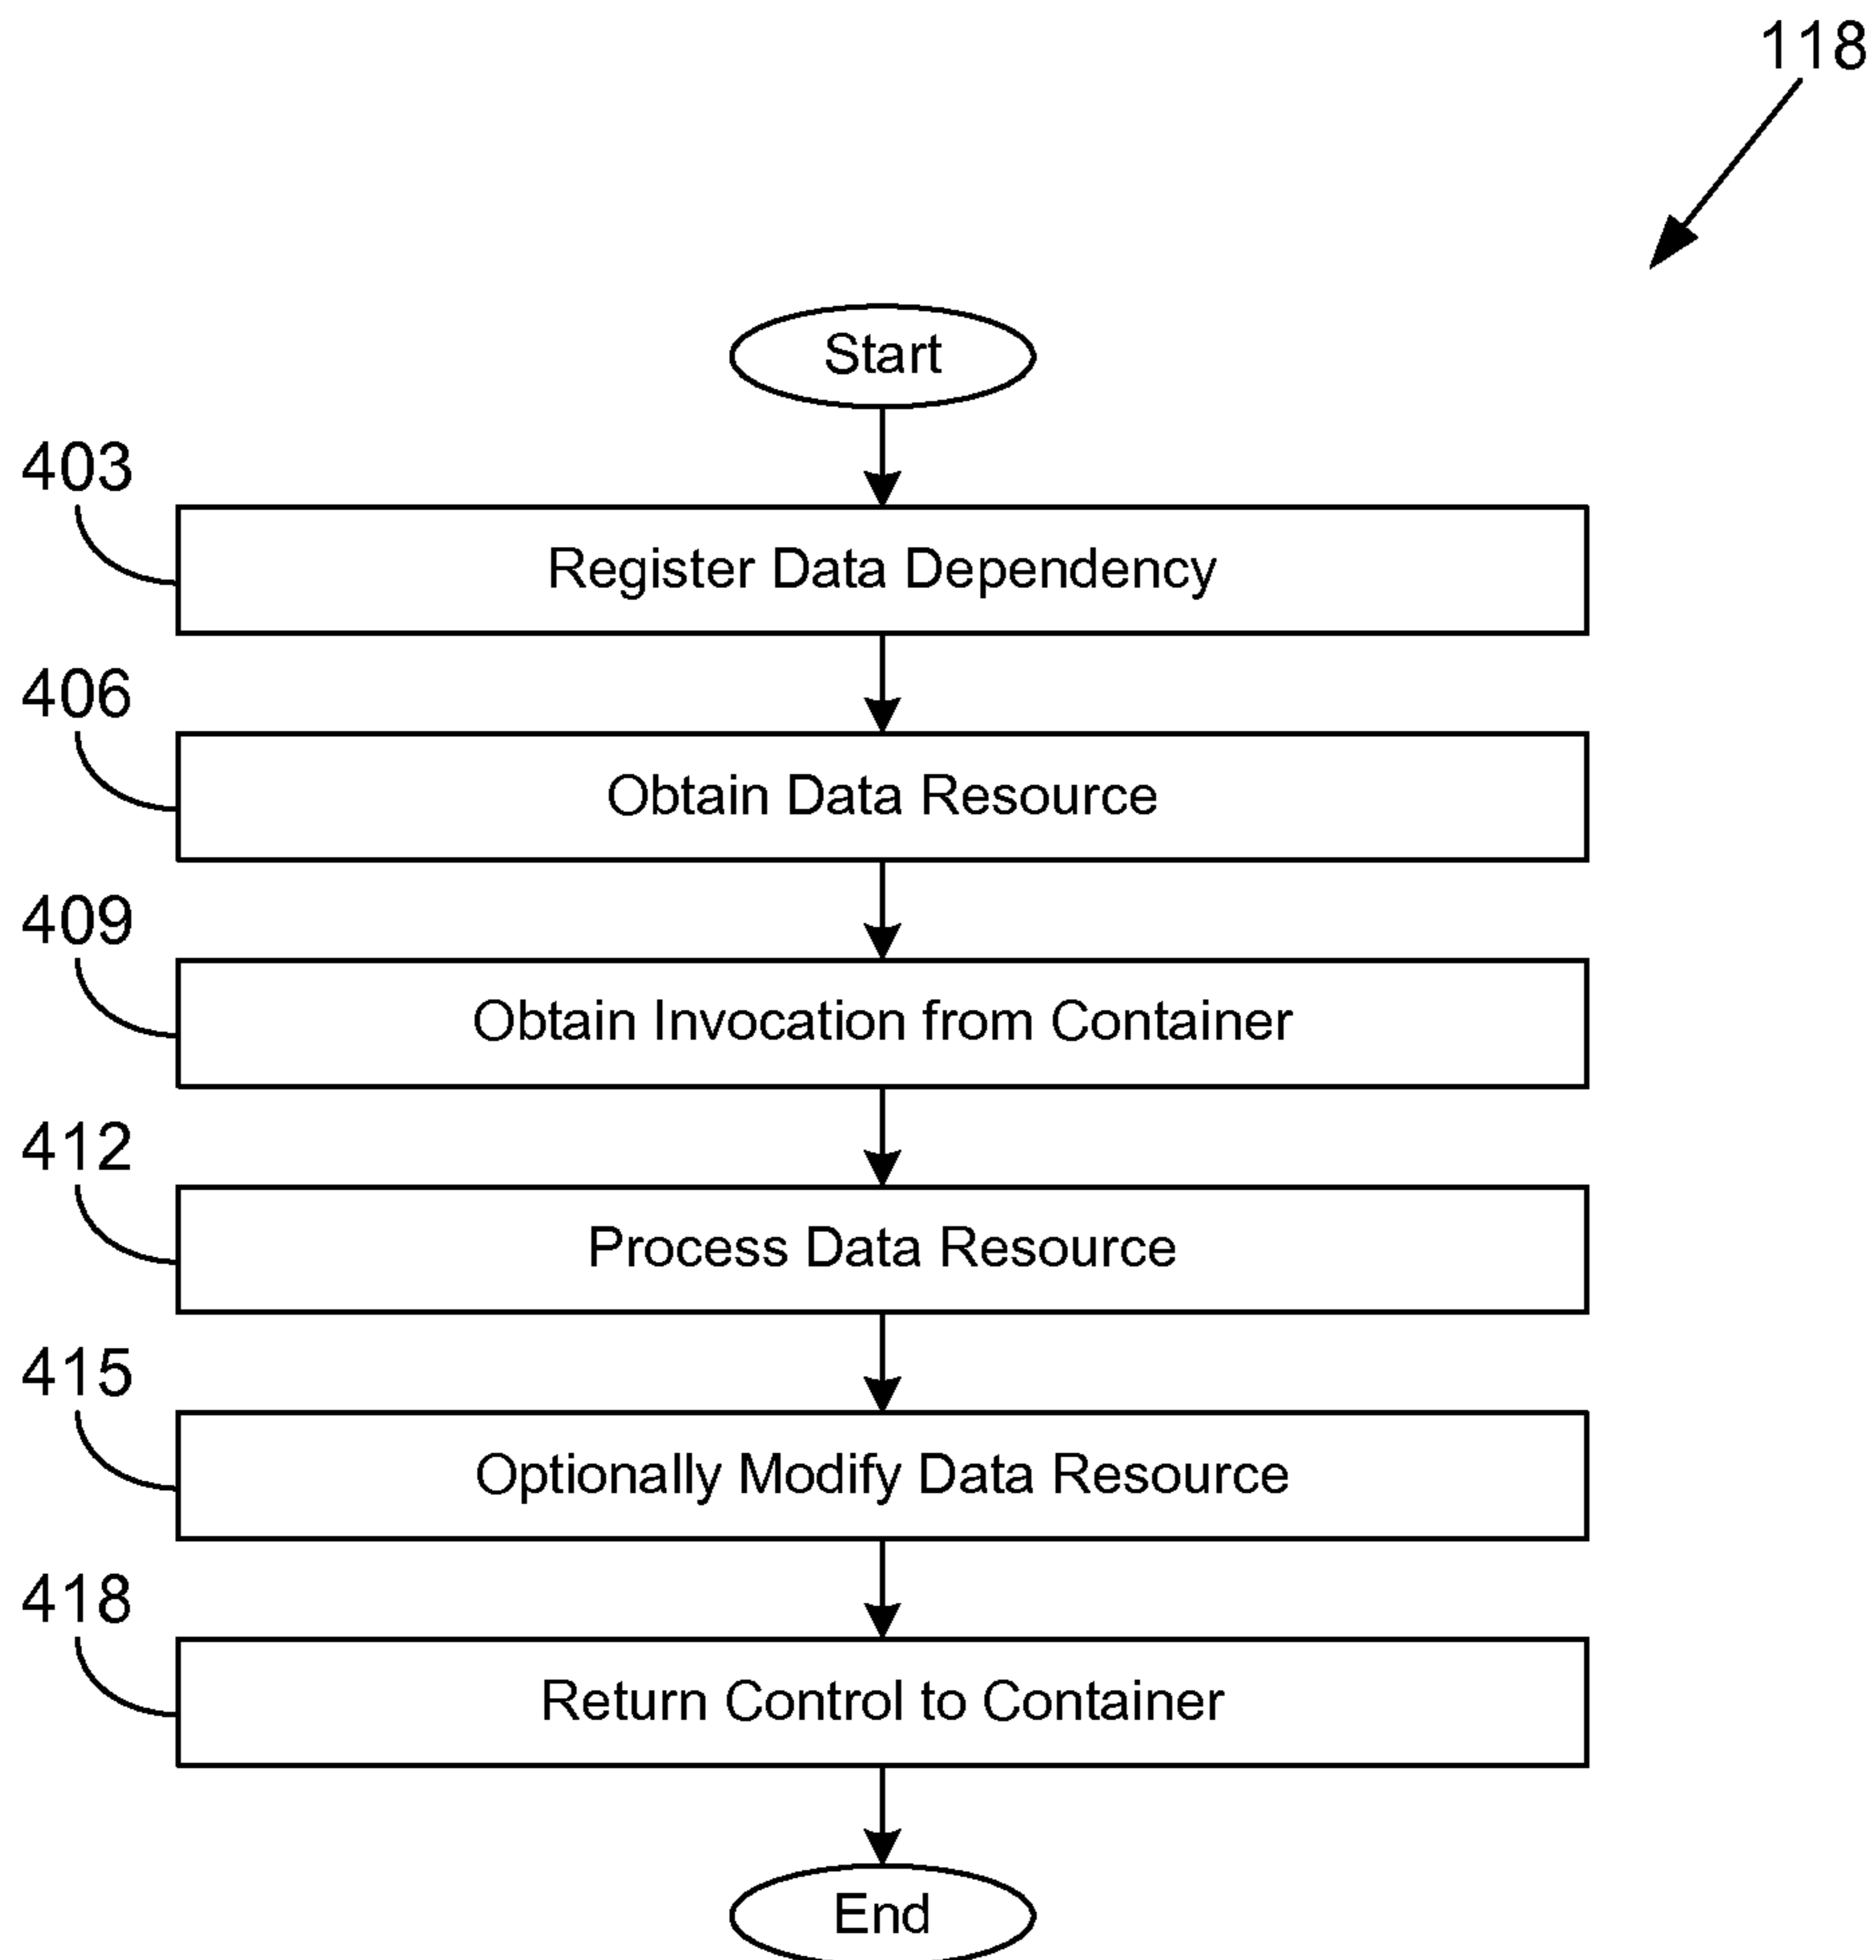 118
Start
403
Register Data Dependency
406
Obtain Data Resource
409
Obtain Invocation from Container
412
Process Data Resource
415
Optionally Modify Data Resource
418
Return Control to Container
End